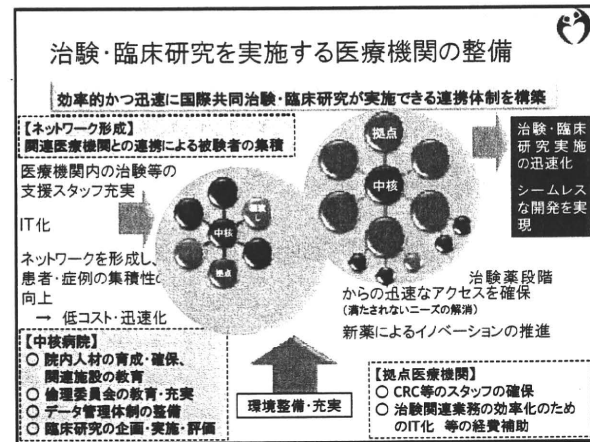 治験・臨床研究を実施する医療機関の整備
効率的かつ迅速に国際共同治験・臨床研究が実施できる連携体制を構築
【ネットワーク形成】
関連医療機関との連携による被験者の集積
医療機関内の治験等の
支援スタッフ充実
IT化
ネットワークを形成し、
患者・症例の集積性の
向上
→ 低コスト・迅速化
中核
拠点
拠点
中核
治験・臨床
研究実施
の迅速化
シームレス
な開発を実
現
治験薬段階
からの迅速なアクセスを確保
(満たされないニーズの解消)
新薬によるイノベーションの推進
【中核病院】
○ 院内人材の育成・確保、
関連施設の教育
○ 倫理委員会の教育・充実
○ データ管理体制の整備
○ 臨床研究の企画・実施・評価
環境整備・充実
【拠点医療機関】
○ CRC等のスタッフの確保
○ 治験関連業務の効率化のため
のIT化 等の経費補助